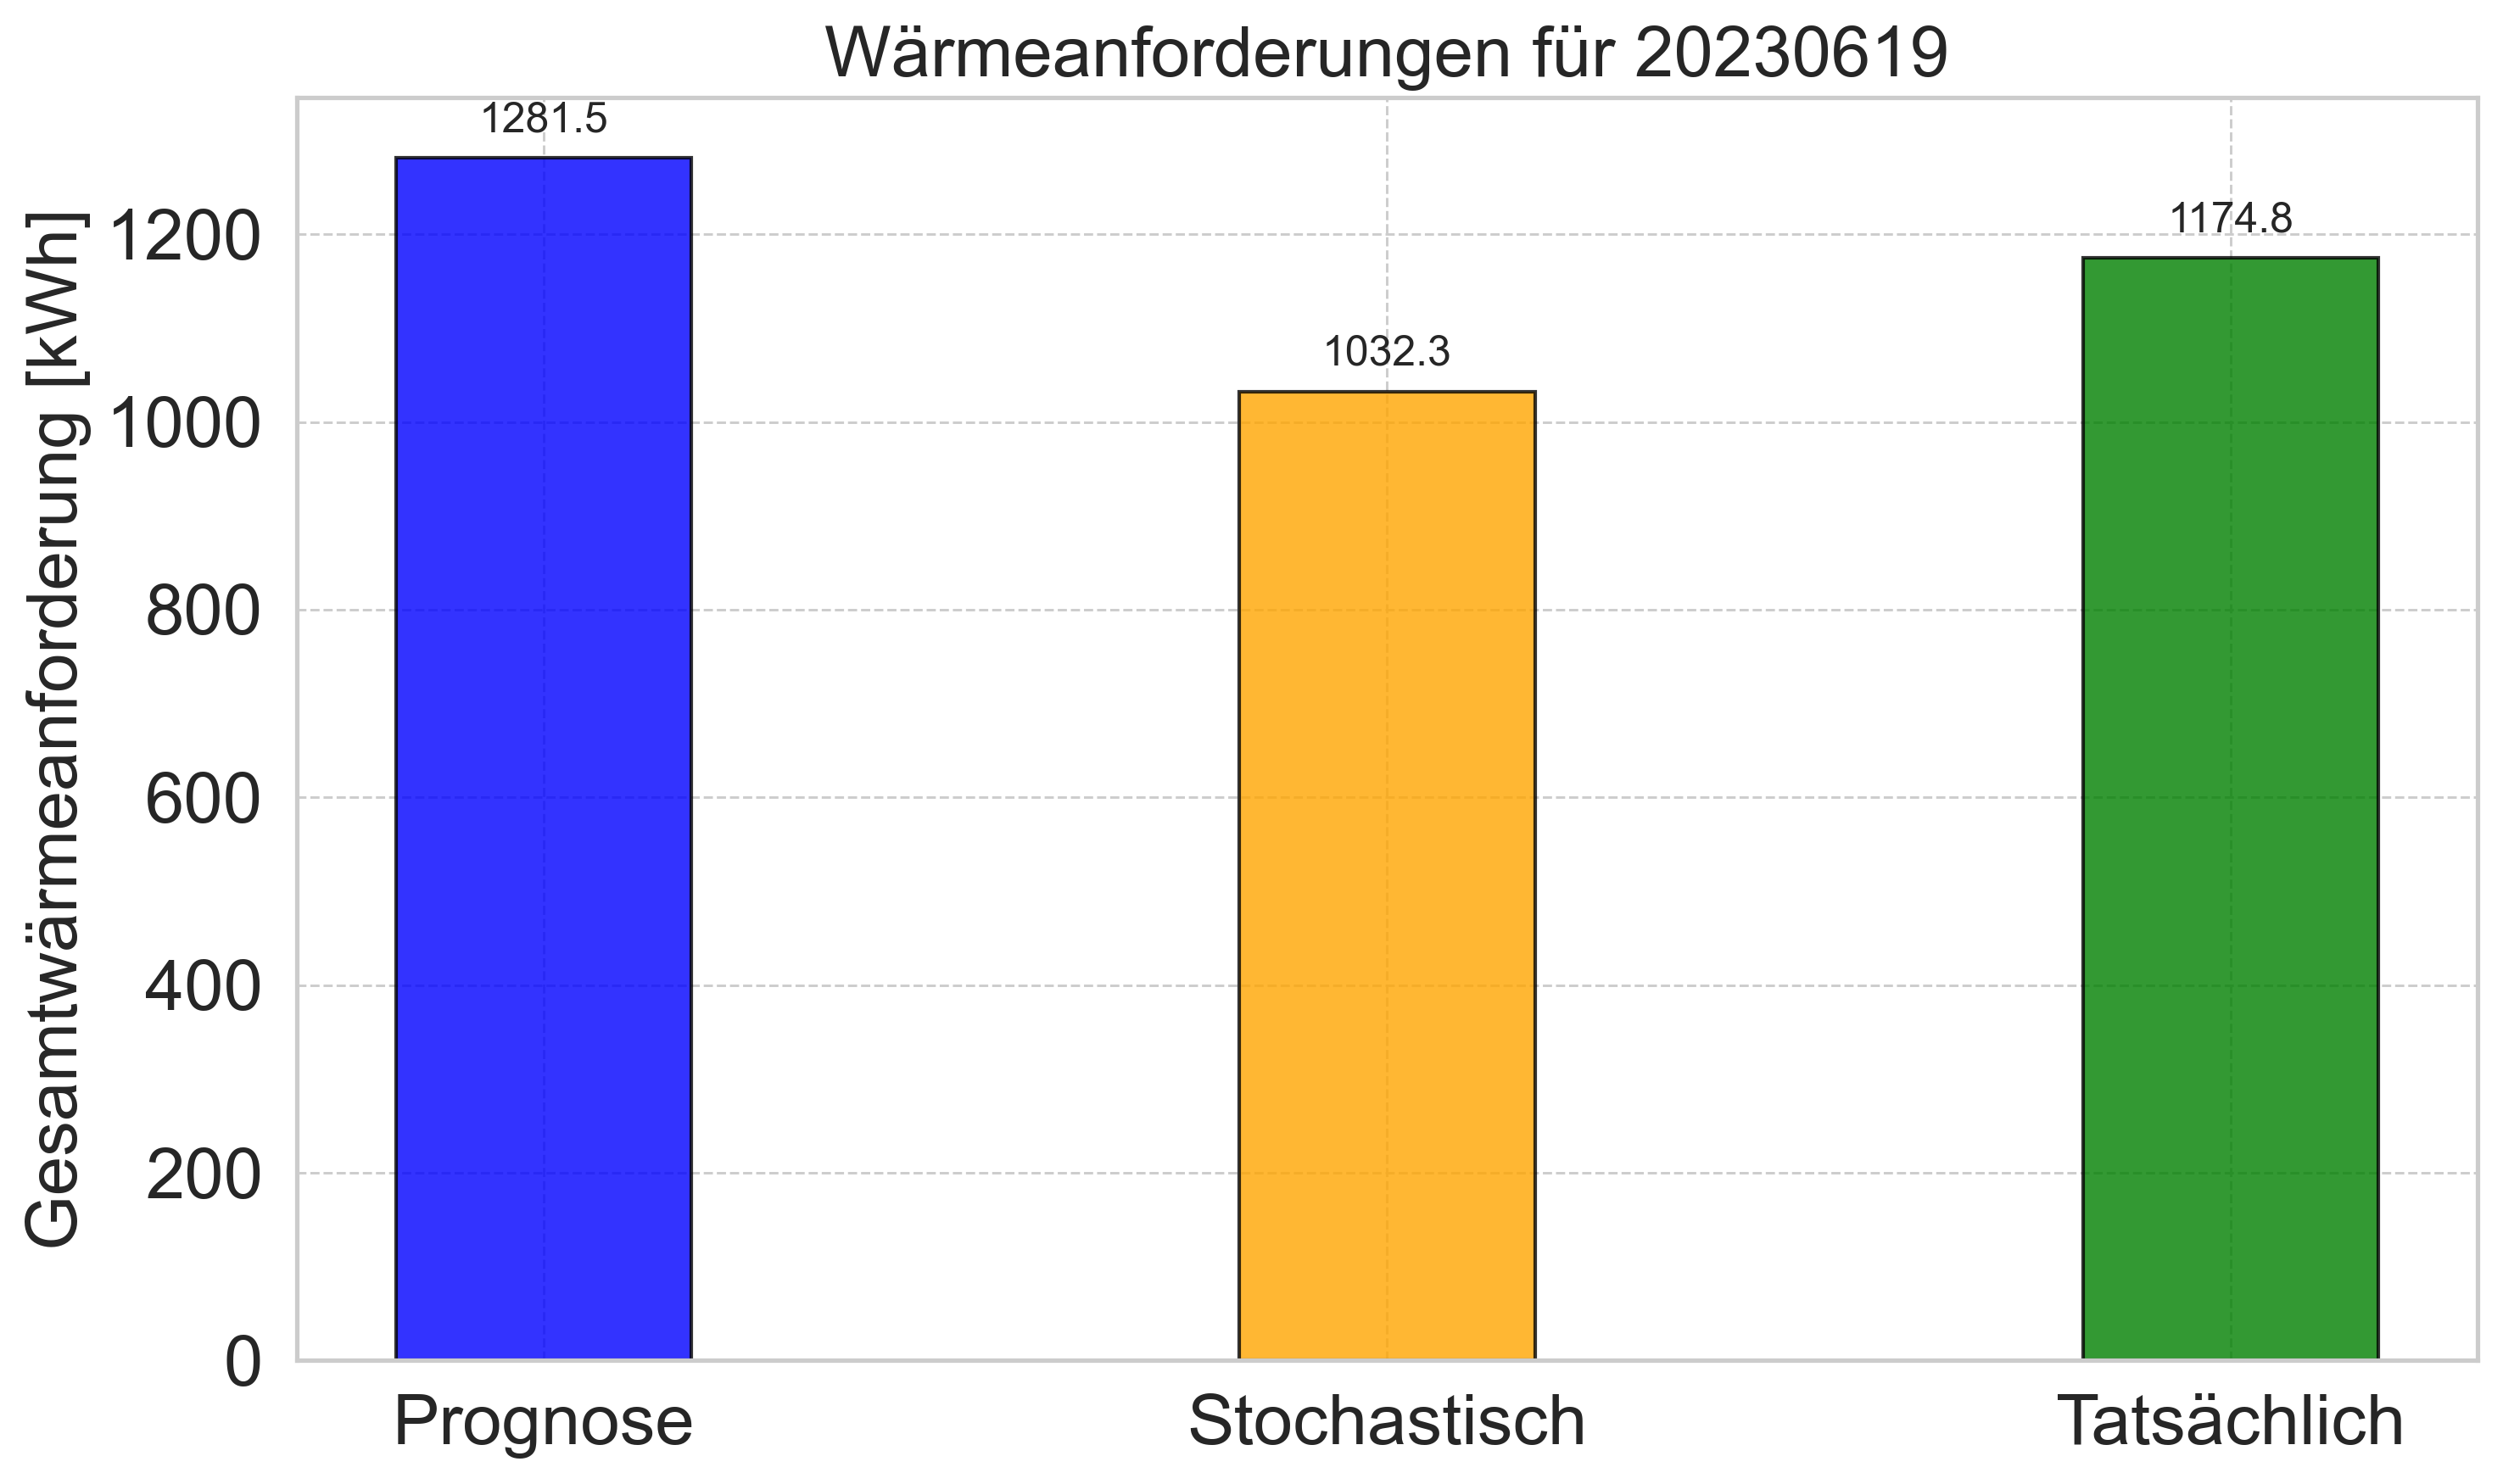 Wärmeanforderungen für 20230619
Gesamtwärmeanforderung [kWh]
1200
1000
800
600
400
200
0
1281.5
1032.3
1174.8
Prognose
Stochastisch
Tatsächlich